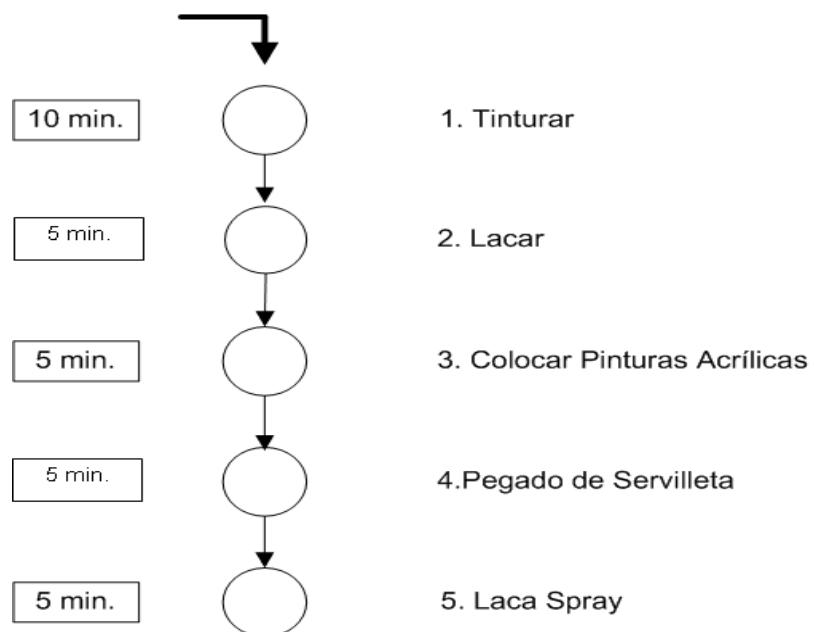 10 min.
1. Tinturar
5 min.
2. Lacar
5 min.
3. Colocar Pinturas Acrílicas
5 min.
4.Pegado de Servilleta
5 min.
5. Laca Spray